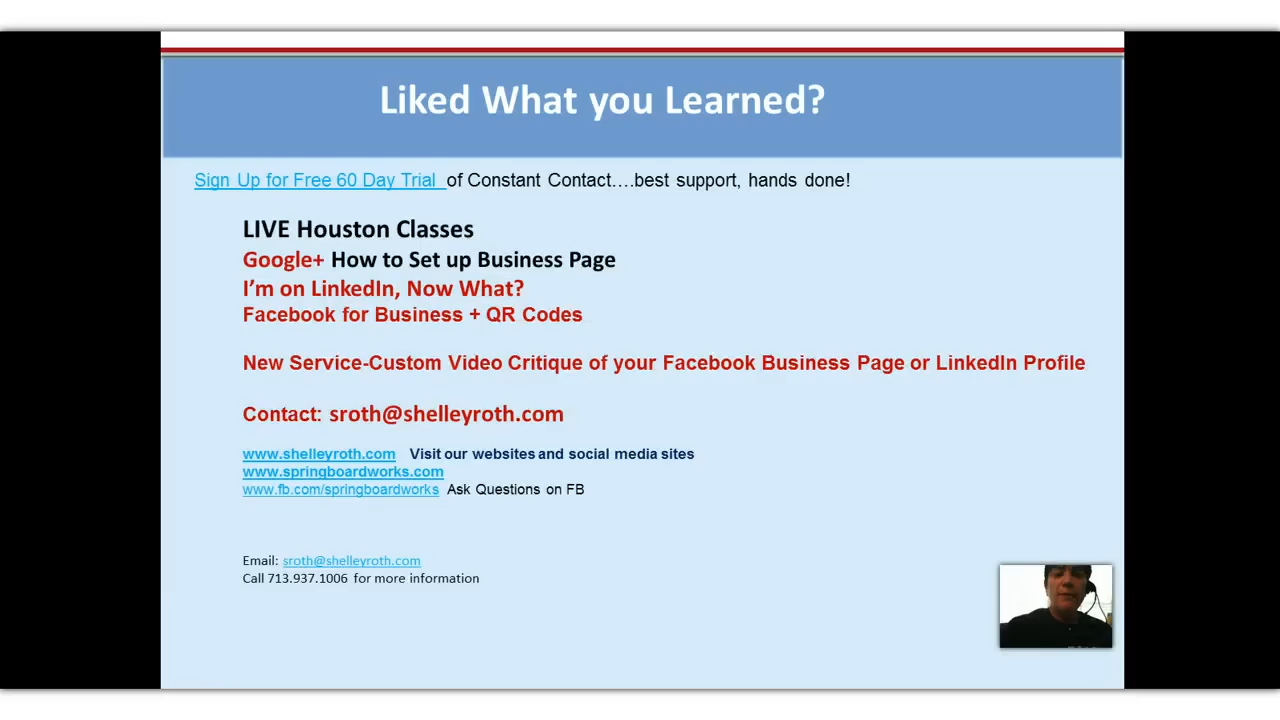 Liked What you Learned?
Sign Up for Free 60 Day Trial of Constant Contact....best support, hands done!
LIVE Houston Classes
Google+ How to Set up Business Page
I'm on LinkedIn, Now What?
Facebook for Business + QR Codes
New Service-Custom Video Critique of your Facebook Business Page or LinkedIn Profile
Contact: sroth@shelleyroth.com
www.shelleyroth.com Visit our websites and social media sites
www.springboardworks.com
www.fb.com/springboardworks Ask Questions on FB
Email: sroth@shelleyroth.com
Call 713.937.1006 for more information